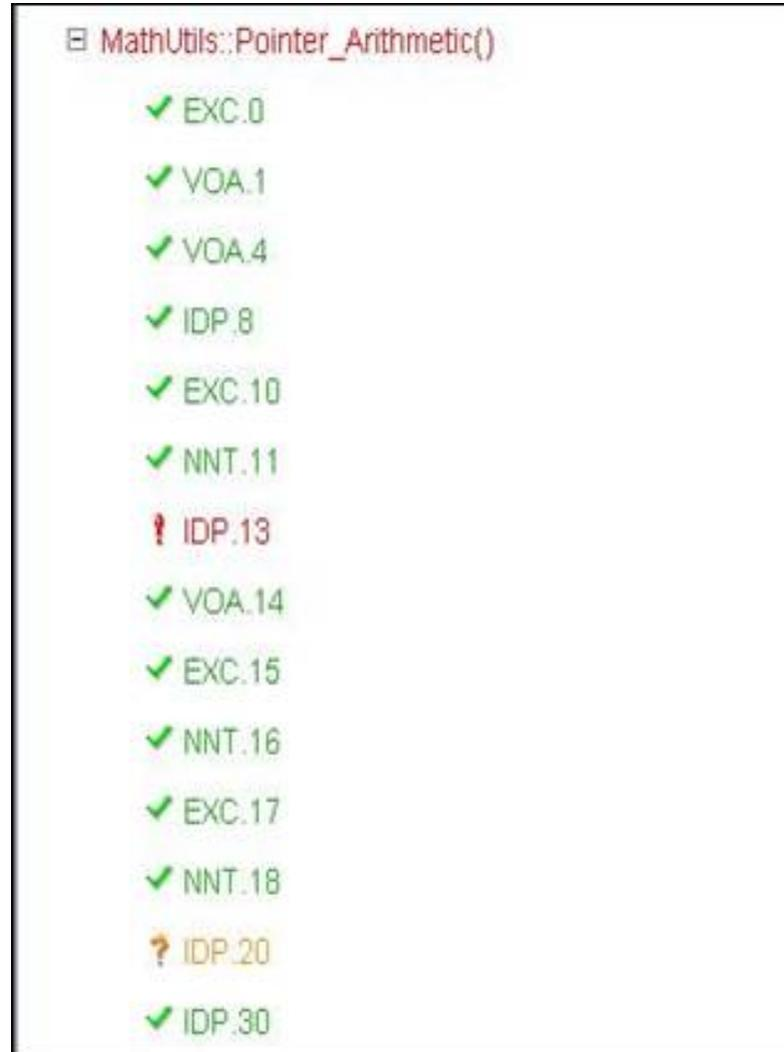 MathUtils::Pointer_Arithmetic()
EXC.0
VOA.1
VOA.4
IDP.8
EXC.10
NNT.11
IDP.13
VOA.14
EXC.15
NNT.16
EXC.17
NNT.18
IDP.20
IDP.30